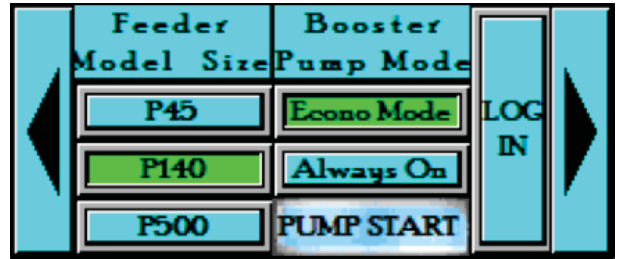 Feeder
Model Size
P45
P140
P500
Booster
Pump Mode
Econo Mode
Always On
PUMP START
LOG
IN